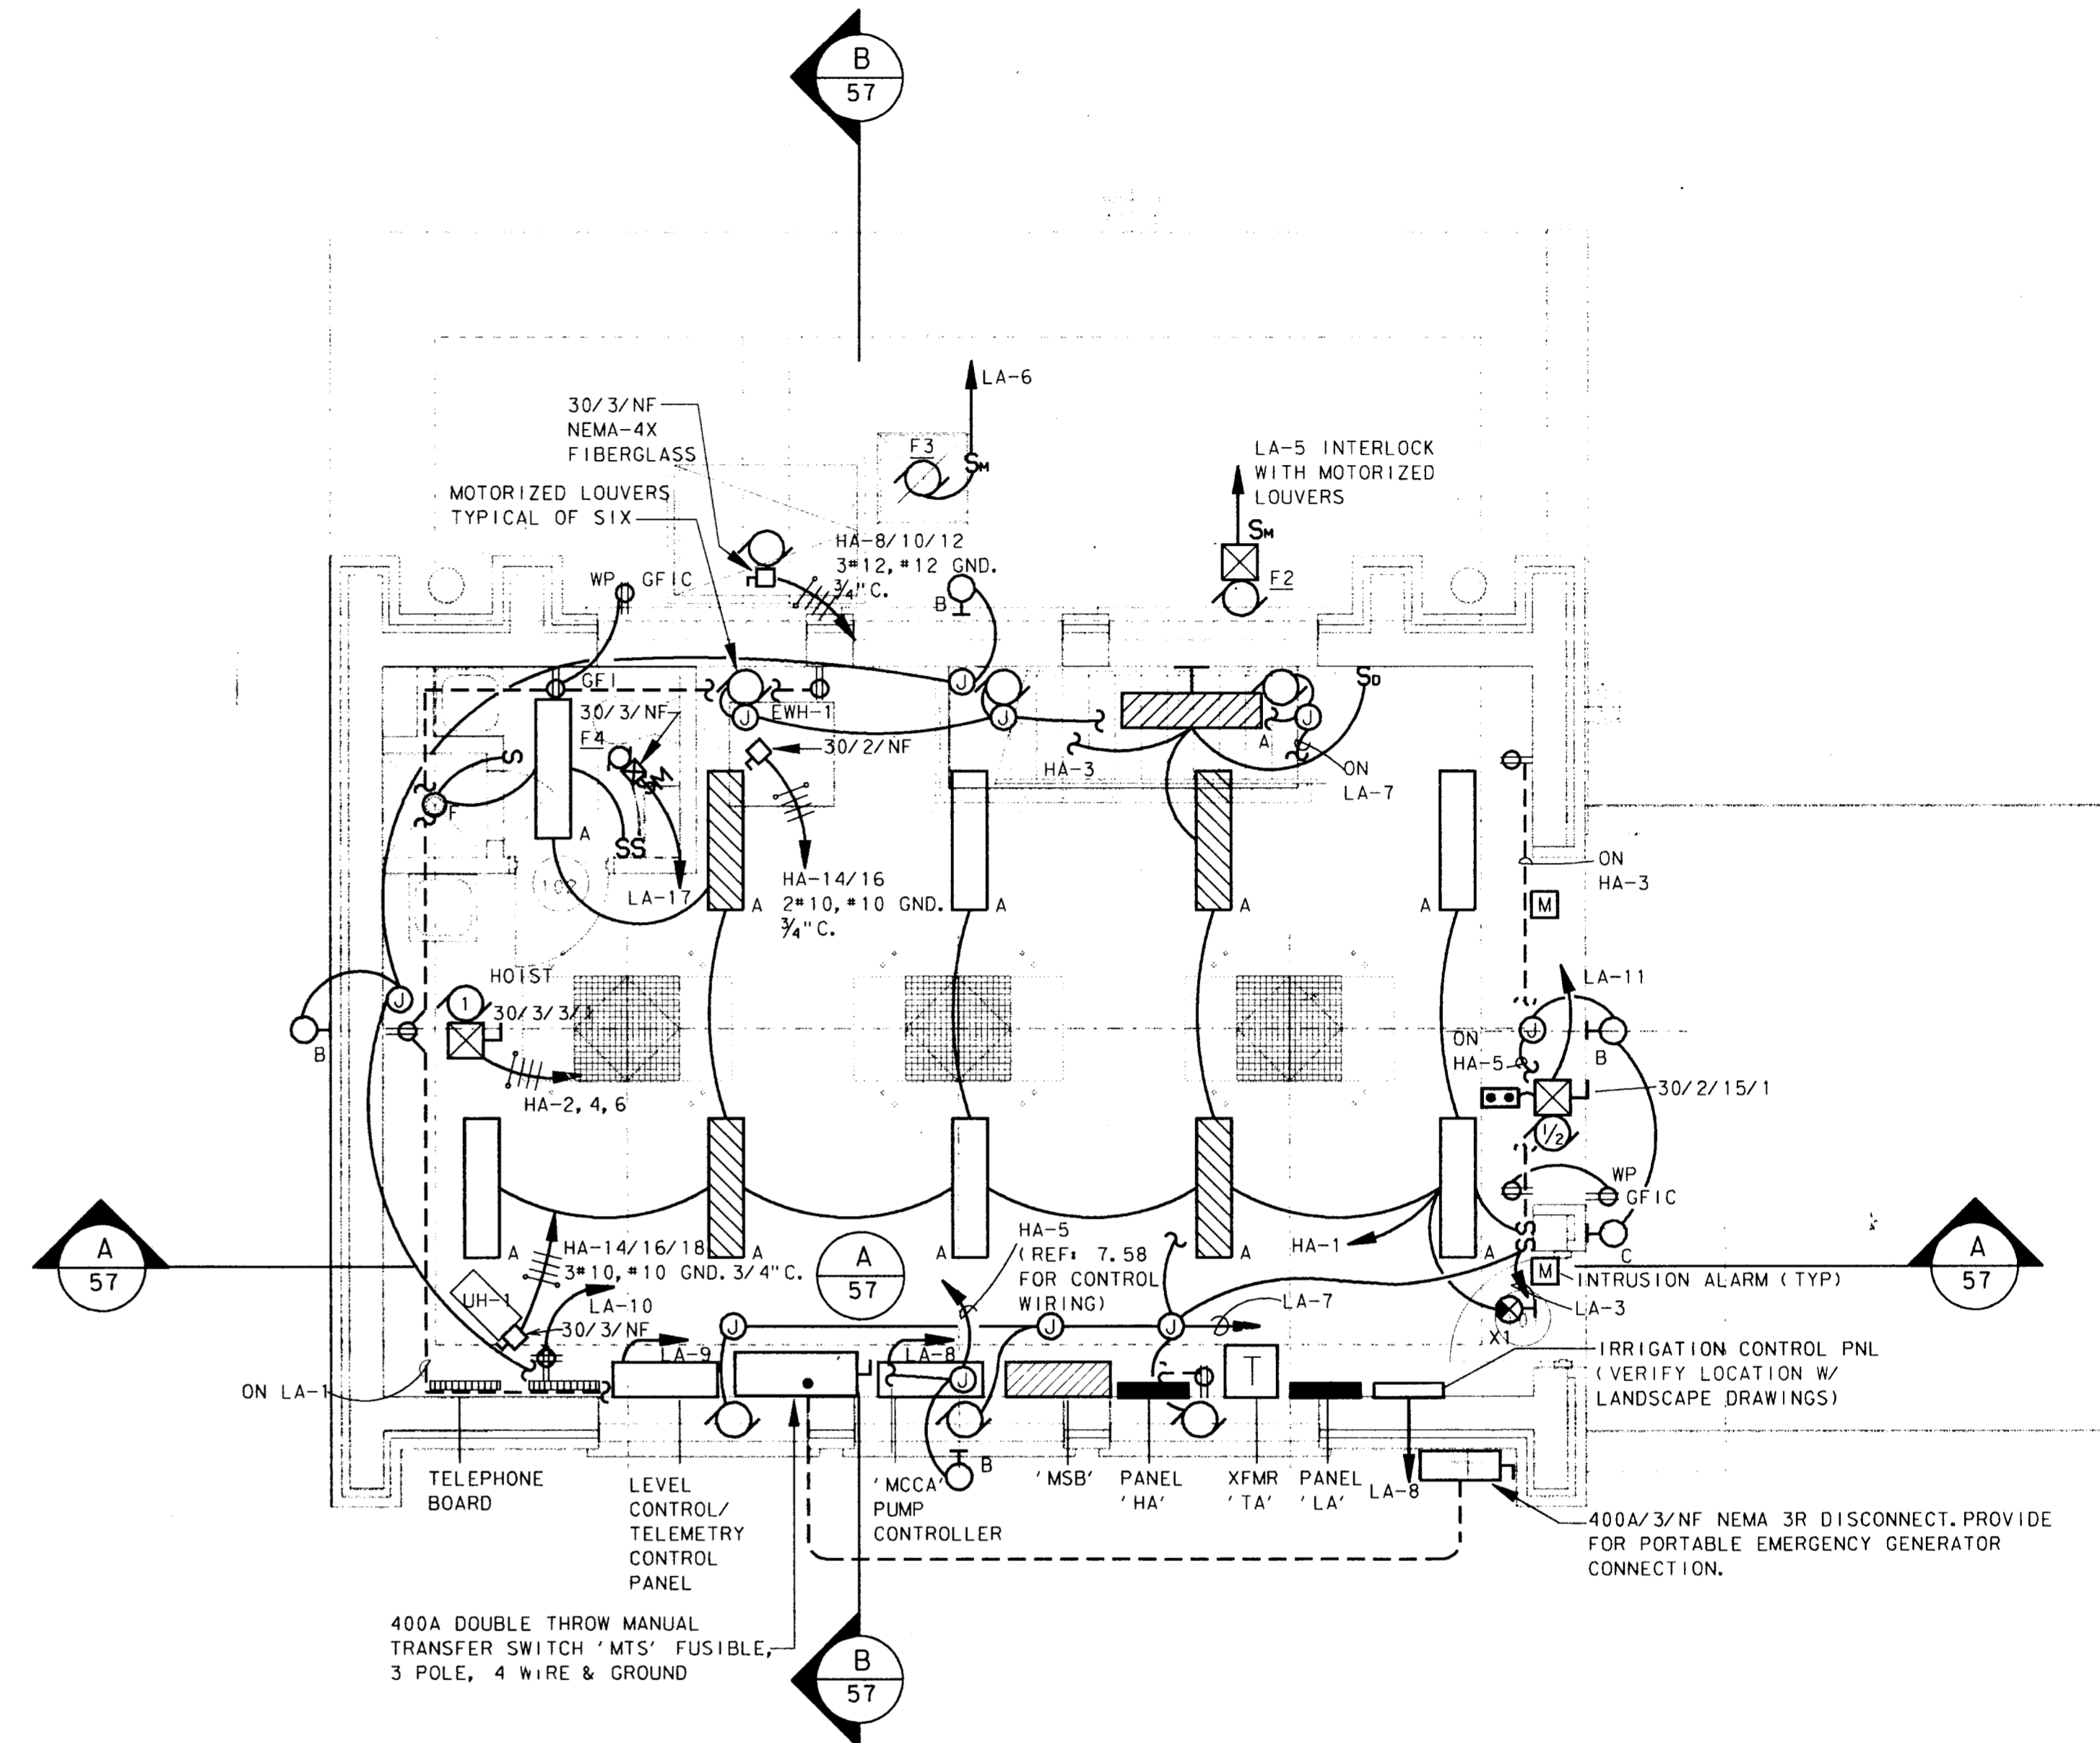 B
57
LA-6
30/3/NF
NEMA-4X
FIBERGLASS
F3
SM
LA-5 INTERLOCK
WITH MOTORIZED
LOUVERS
MOTORIZED LOUVERS
TYPICAL OF SIX
SM
HA-8/10/12
3#12, #12 GND.
3/4" C.
WP
GFIC
B
F2
GFI
J
SD
30/3/NF
F4
EWH-1
J
J
J
A
S
M
30/2/NF
HA-3
ON
LA-7
F
A
SS
ON
HA-3
102
LA-17
HA-14/16
2#10, #10 GND.
3/4" C.
A
A
A
A
M
HOIST
LA-11
J
1
30/3/3/1
B
J
ON
HA-5
B
30/2/15/1
HA-2, 4, 6
1/2
WP
GFIC
A
57
A
HA-14/16/18
3#10, #10 GND. 3/4" C.
A
A
57
A
HA-5
(REF: 7.58
FOR CONTROL
WIRING)
A
HA-1
A
SS
C
A
57
M
INTRUSION ALARM (TYP)
UH-1
LA-10
LA-7
LA-3
30/3/NF
J
J
J
X1
LA-9
LA-8
J
T
IRRIGATION CONTROL PNL
(VERIFY LOCATION W/
LANDSCAPE DRAWINGS)
ON LA-1
B
TELEPHONE
BOARD
LEVEL
CONTROL/
TELEMETRY
CONTROL
PANEL
'MCCA'
PUMP
CONTROLLER
'MSB'
PANEL
'HA'
XFMR
'TA'
PANEL
'LA'
LA-8
400A/3/NF NEMA 3R DISCONNECT. PROVIDE
FOR PORTABLE EMERGENCY GENERATOR
CONNECTION.
400A DOUBLE THROW MANUAL
TRANSFER SWITCH 'MTS' FUSIBLE,
3 POLE, 4 WIRE & GROUND
B
57